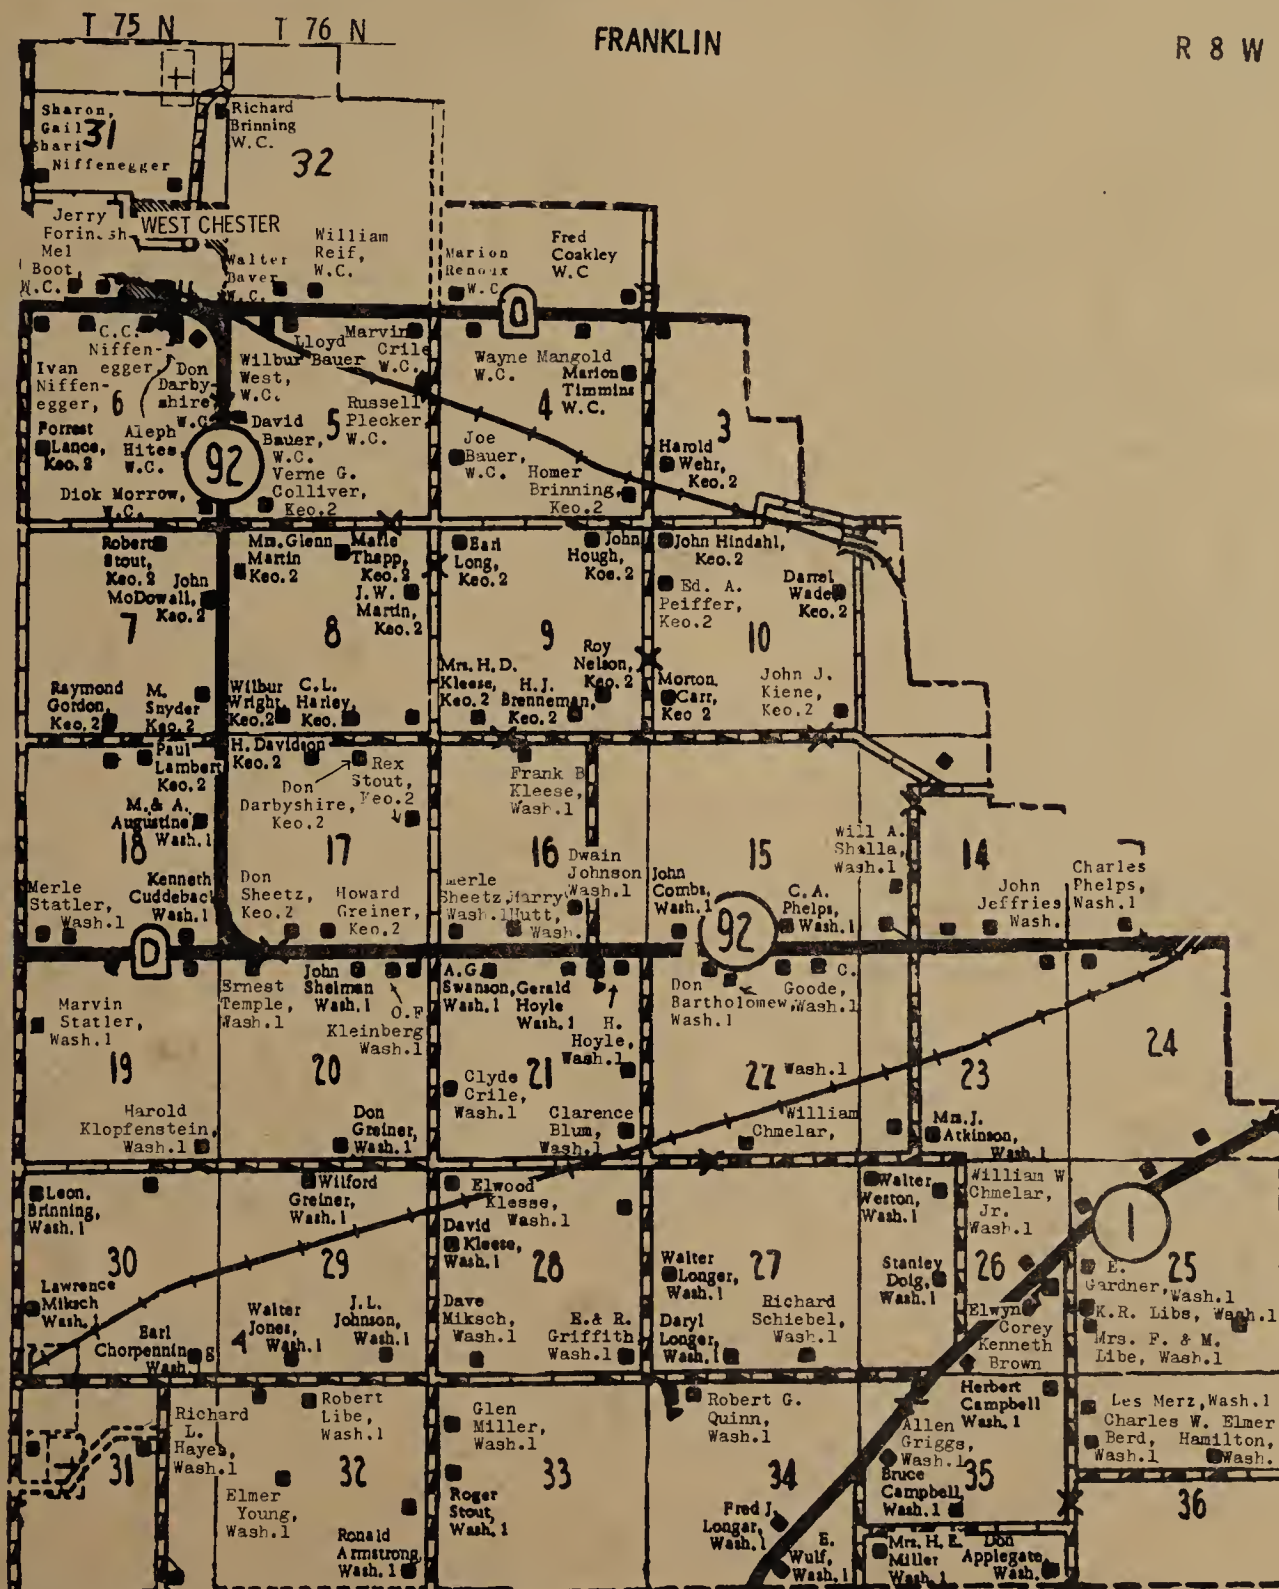 T 75 N
T 76 N
FRANKLIN
R 8 W
Sharon,
Gail
Shari
Niffenegger
31
Richard
Brinning
W.C.
32
WEST CHESTER
Jerry
Mel
Boot,
W.C.
Walter
W.C.
William
Reif,
W.C.
Marion
W.C
Fred
Coakley
W.C
O
C.C.
Niffen-
egger,
Ivan
Niffen-
egger,
6
Don
Darby-
shire
W.C.
Forrest
Lance,
Keo.2
Aleph
Hites,
W.C.
Dick Morrow,
W.C.
92
Lloyd
Bauer
Wilbur
West,
W.C.
Marvin
Crile
W.C.
David
Bauer,
W.C.
5
Russell
Plecker,
W.C.
Verne G.
Colliver,
Keo.2
Wayne Mangold
W.C.
Marion
Timmins
W.C.
4
Joe
Bauer,
W.C.
Homer
Brinning,
Keo.2
3
Harold
Wehr,
Keo.2
Robert
Stout,
Keo.2
John
McDowall,
Keo.2
7
Mrs. Glenn
Martin
Keo.2
Marie
Thapp,
Keo.2
J.W.
Martin,
Keo.2
8
Earl
Long,
Keo.2
John
Hough,
Koe.2
9
John Hindahl,
Keo.2
Ed. A.
Peiffer,
Keo.2
Darrel
Wade
Keo.2
10
Raymond
Gordon,
Keo.2
M.
Snyder
Keo.2
Wilbur
Wright,
Keo.2
C.L.
Harley,
Keo.
Mrs. H. D.
Kleese,
Keo.2
H.J.
Brenneman,
Keo.2
Roy
Nelson,
Keo.2
Morton
Carr,
Keo 2
John J.
Kiene,
Keo.2
Paul
Lambert
Keo.2
M. & A.
Augustine
Wash.1
18
Merle
Statler,
Wash.1
Kenneth
Cuddeback
Wash.1
H. Davidson
Keo.2
Don
Darbyshire,
Keo.2
Rex
Stout,
Keo.2
17
Don
Sheetz,
Keo.2
Howard
Greiner,
Keo.2
Frank B
Kleese,
Wash.1
16
Merle
Sheetz,
Wash.1
Harry
Hutt,
Wash.
Dwain
Johnson
Wash.1
15
John
Combs,
Wash.1
C.A.
Phelps,
Wash.1
Will A.
Shalla,
Wash.1
14
John
Jeffries
Wash.
Charles
Phelps,
Wash.1
D
92
Marvin
Statler,
Wash.1
19
Harold
Klopfenstein,
Wash.1
Ernest
Temple,
Wash.1
John
Shelman
Wash.1
O.F
Kleinberg
Wash.1
20
Don
Greiner,
Wash.1
A.G.
Swanson,
Wash.1
Gerald
Hoyle
Wash.1
H.
Hoyle,
Wash.1
21
Clyde
Crile,
Wash.1
Clarence
Blum,
Wash.1
Don
Bartholomew,
Wash.1
C.
Goode,
Wash.1
22
Wash.1
William
Chmelar,
23
Mrs. J.
Atkinson,
Wash.1
24
Leon.
Brinning,
Wash.1
30
Lawrence
Miksch
Wash.1
Earl
Chorpenning
Wash
Wilford
Greiner,
Wash.1
29
4
Walter
Jones,
Wash.1
J.L.
Johnson,
Wash.1
Elwood
Kleese,
Wash.1
David
Kleese,
Wash.1
28
Dave
Miksch,
Wash.1
E.& R.
Griffith
Wash.1
Walter
Longer,
Wash.1
27
Daryl
Longer,
Wash.1
Richard
Schiebel,
Wash.1
Walter
Weston,
Wash.1
Stanley
Doig,
Wash.1
William W
Chmelar,
Jr.
Wash.1
26
Elwyn
Corey
Kenneth
Brown
1
E.
Gardner,
Wash.1
25
K.R. Libs, Wash.1
Mrs. F. & M.
Libe, Wash.1
31
Richard
L.
Hayes,
Wash.1
Elmer
Young,
Wash.1
Robert
Libe,
Wash.1
32
Ronald
Armstrong
Wash.1
Glen
Miller,
Wash.1
33
Roger
Stout,
Wash.1
Robert G.
Quinn,
Wash.1
34
Fred J.
Longar,
Wash.1
E.
Wulf,
Wash.1
Herbert
Campbell
Wash.1
Allen
Griggs,
Wash.1
35
Bruce
Campbell,
Wash.1
Mrs. H. E.
Miller
Wash.1
Don
Applegate
Wash.
Les Merz, Wash.1
Charles W.
Berd,
Wash.1
Elmer
Hamilton,
Wash.
36